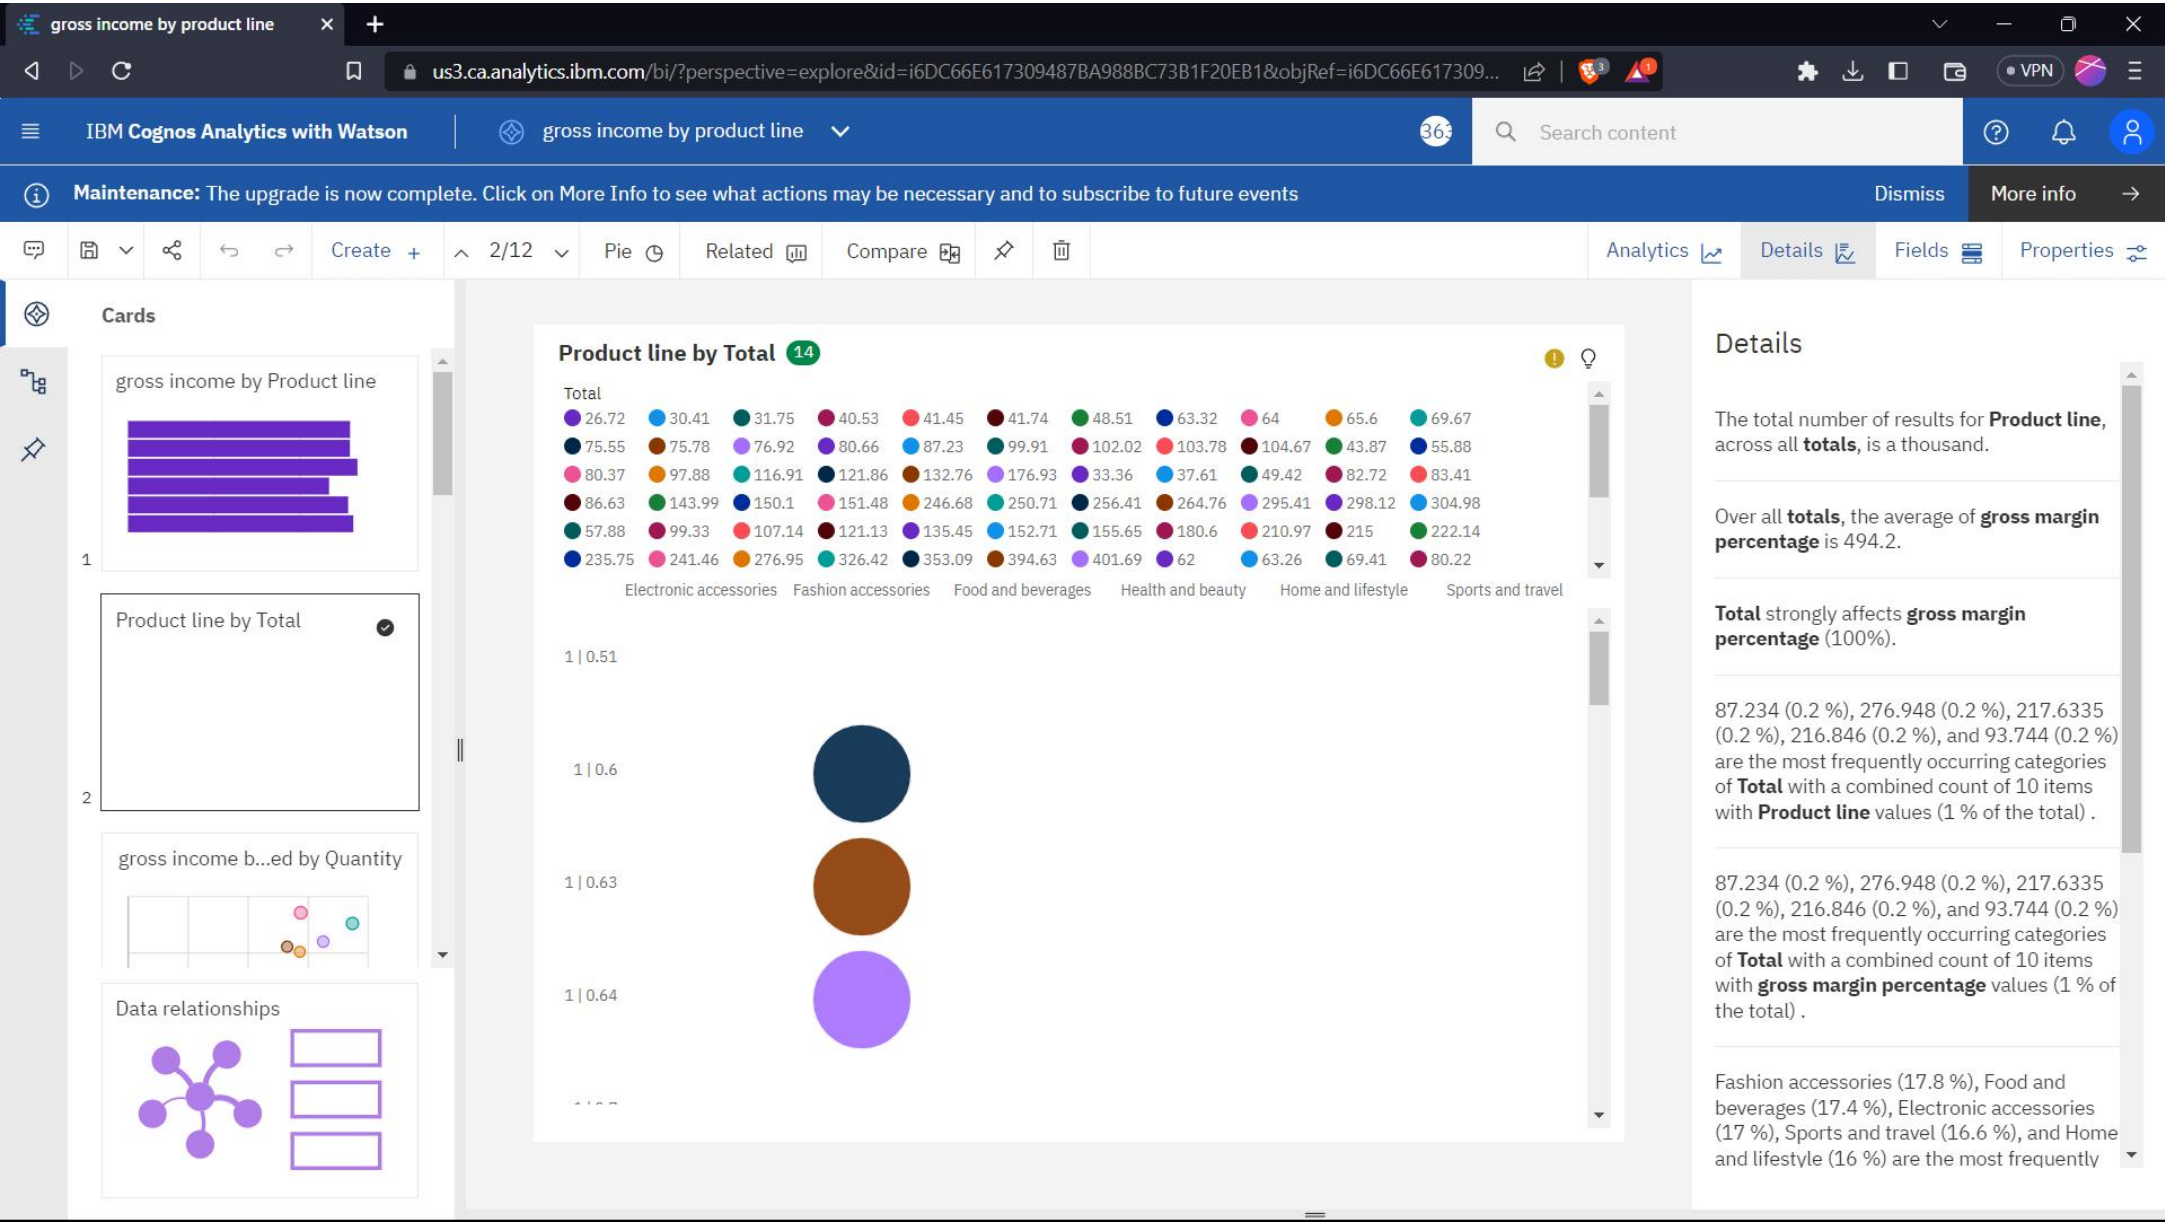 gross income by product line
us3.ca.analytics.ibm.com/bi/?perspective=explore&id=i6DC66E617309487BA988BC73B1F20EB1&objRef=i6DC66E617309...
3
1
VPN
IBM Cognos Analytics with Watson
gross income by product line
363
Search content
Maintenance: The upgrade is now complete. Click on More Info to see what actions may be necessary and to subscribe to future events
Dismiss
More info
Create
2/12
Pie
Related
Compare
Analytics
Details
Fields
Properties
Cards
gross income by Product line
1
Product line by Total
2
gross income b...ed by Quantity
Data relationships
Product line by Total 14
Total
26.72 30.41 31.75 40.53 41.45 41.74 48.51 63.32 64 65.6 69.67
75.55 75.78 76.92 80.66 87.23 99.91 102.02 103.78 104.67 43.87 55.88
80.37 97.88 116.91 121.86 132.76 176.93 33.36 37.61 49.42 82.72 83.41
86.63 143.99 150.1 151.48 246.68 250.71 256.41 264.76 295.41 298.12 304.98
57.88 99.33 107.14 121.13 135.45 152.71 155.65 180.6 210.97 215 222.14
235.75 241.46 276.95 326.42 353.09 394.63 401.69 62 63.26 69.41 80.22
Electronic accessories Fashion accessories Food and beverages Health and beauty Home and lifestyle Sports and travel
1 | 0.51
1 | 0.6
1 | 0.63
1 | 0.64
Details
The total number of results for Product line,
across all totals, is a thousand.
Over all totals, the average of gross margin
percentage is 494.2.
Total strongly affects gross margin
percentage (100%).
87.234 (0.2 %), 276.948 (0.2 %), 217.6335
(0.2 %), 216.846 (0.2 %), and 93.744 (0.2 %)
are the most frequently occurring categories
of Total with a combined count of 10 items
with Product line values (1 % of the total) .
87.234 (0.2 %), 276.948 (0.2 %), 217.6335
(0.2 %), 216.846 (0.2 %), and 93.744 (0.2 %)
are the most frequently occurring categories
of Total with a combined count of 10 items
with gross margin percentage values (1 % of
the total) .
Fashion accessories (17.8 %), Food and
beverages (17.4 %), Electronic accessories
(17 %), Sports and travel (16.6 %), and Home
and lifestyle (16 %) are the most frequently